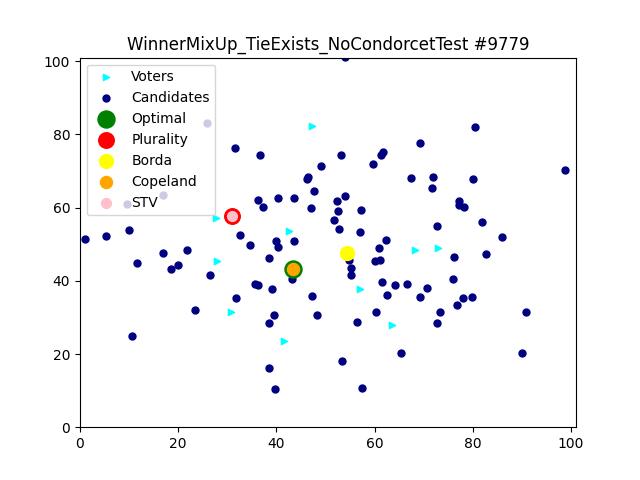 WinnerMixUp_TieExists_NoCondorcetTest #9779
100
80
60
40
20
0
Voters
Candidates
Optimal
Plurality
Borda
Copeland
STV
0 20 40 60 80 100